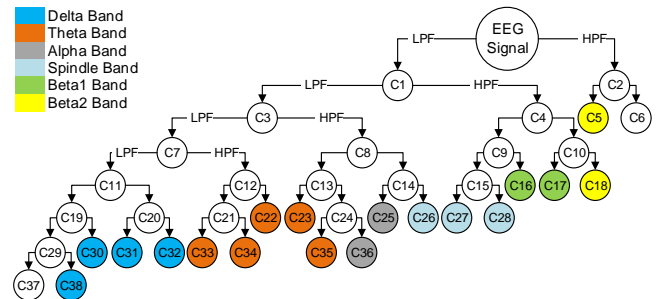 Delta Band
Theta Band
Alpha Band
Spindle Band
Beta1 Band
Beta2 Band
EEG
Signal
LPF
HPF
C1
C2
LPF
HPF
C3
C4
C5
C6
LPF
HPF
C7
C8
C9
C10
LPF
HPF
C11
C12
C13
C14
C15
C16
C17
C18
C19
C20
C21
C22
C23
C24
C25
C26
C27
C28
C29
C30
C31
C32
C33
C34
C35
C36
C37
C38